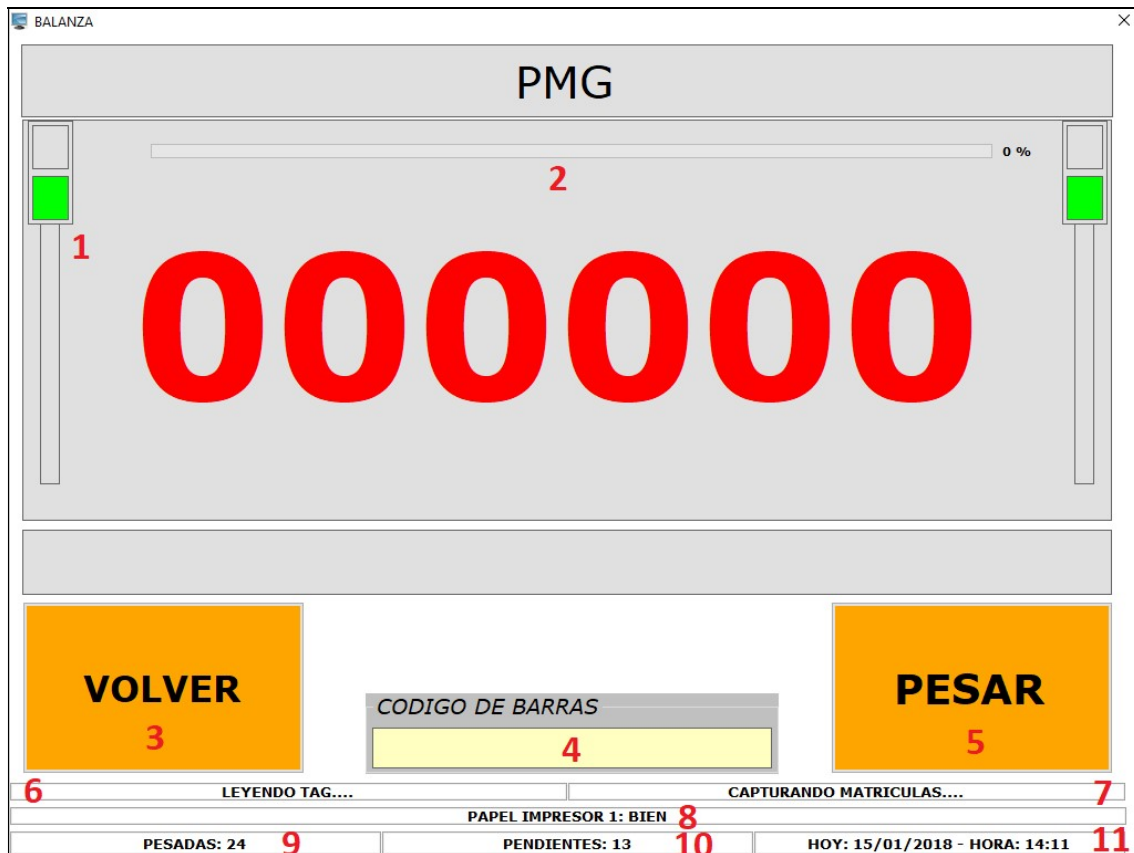 BALANZA
PMG
0 %
2
1
000000
VOLVER
3
CODIGO DE BARRAS
4
PESAR
5
6 LEYENDO TAG.... CAPTURANDO MATRICULAS.... 7
PAPEL IMPRESOR 1: BIEN 8
PESADAS: 24 9 PENDIENTES: 13 10 HOY: 15/01/2018 - HORA: 14:11 11